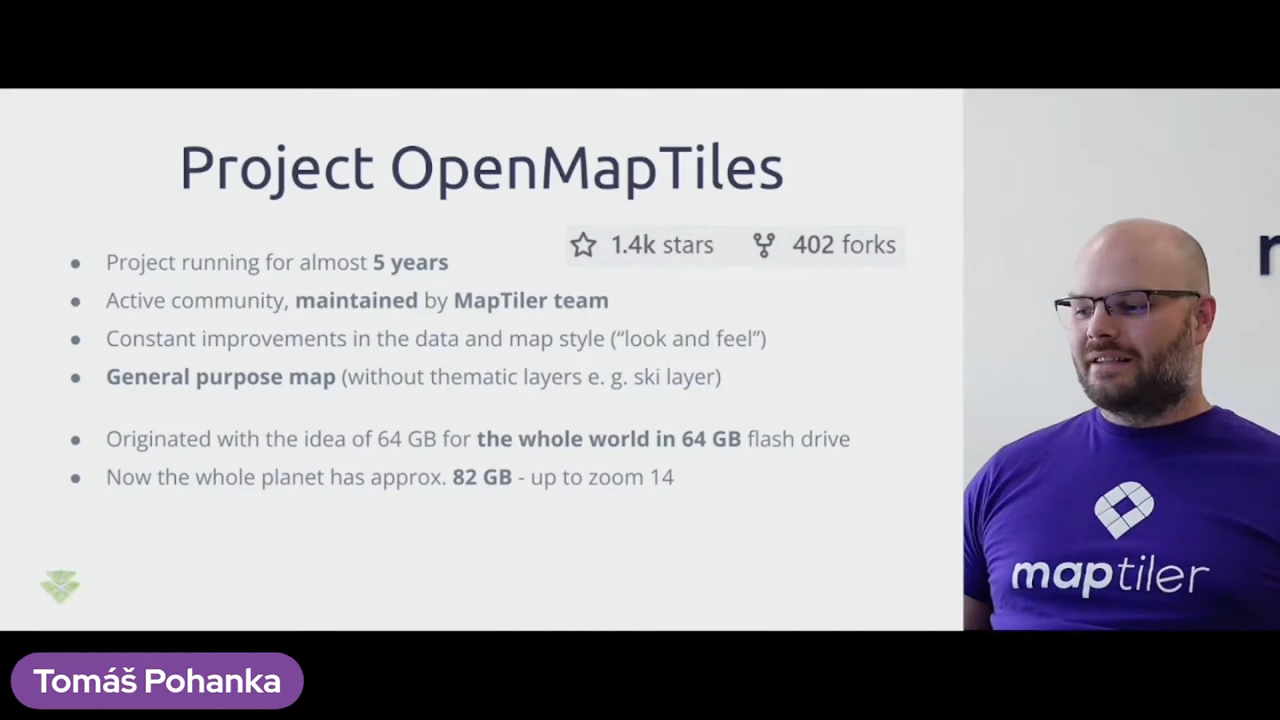 Project OpenMapTiles
1.4k stars 402 forks
Project running for almost 5 years
Active community, maintained by MapTiler team
Constant improvements in the data and map style (“look and feel”)
General purpose map (without thematic layers e. g. ski layer)
Originated with the idea of 64 GB for the whole world in 64 GB flash drive
Now the whole planet has approx. 82 GB - up to zoom 14
maptiler
Tomáš Pohanka